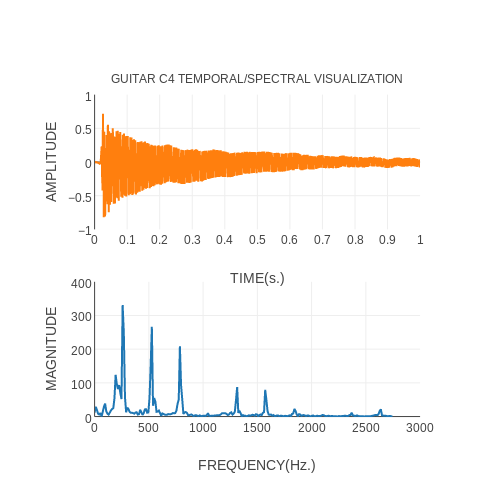 GUITAR C4 TEMPORAL/SPECTRAL VISUALIZATION
1
0.5
0
−0.5
−1
AMPLITUDE
0 0.1 0.2 0.3 0.4 0.5 0.6 0.7 0.8 0.9 1
TIME(s.)
400
300
200
100
0
MAGNITUDE
0 500 1000 1500 2000 2500 3000
FREQUENCY(Hz.)